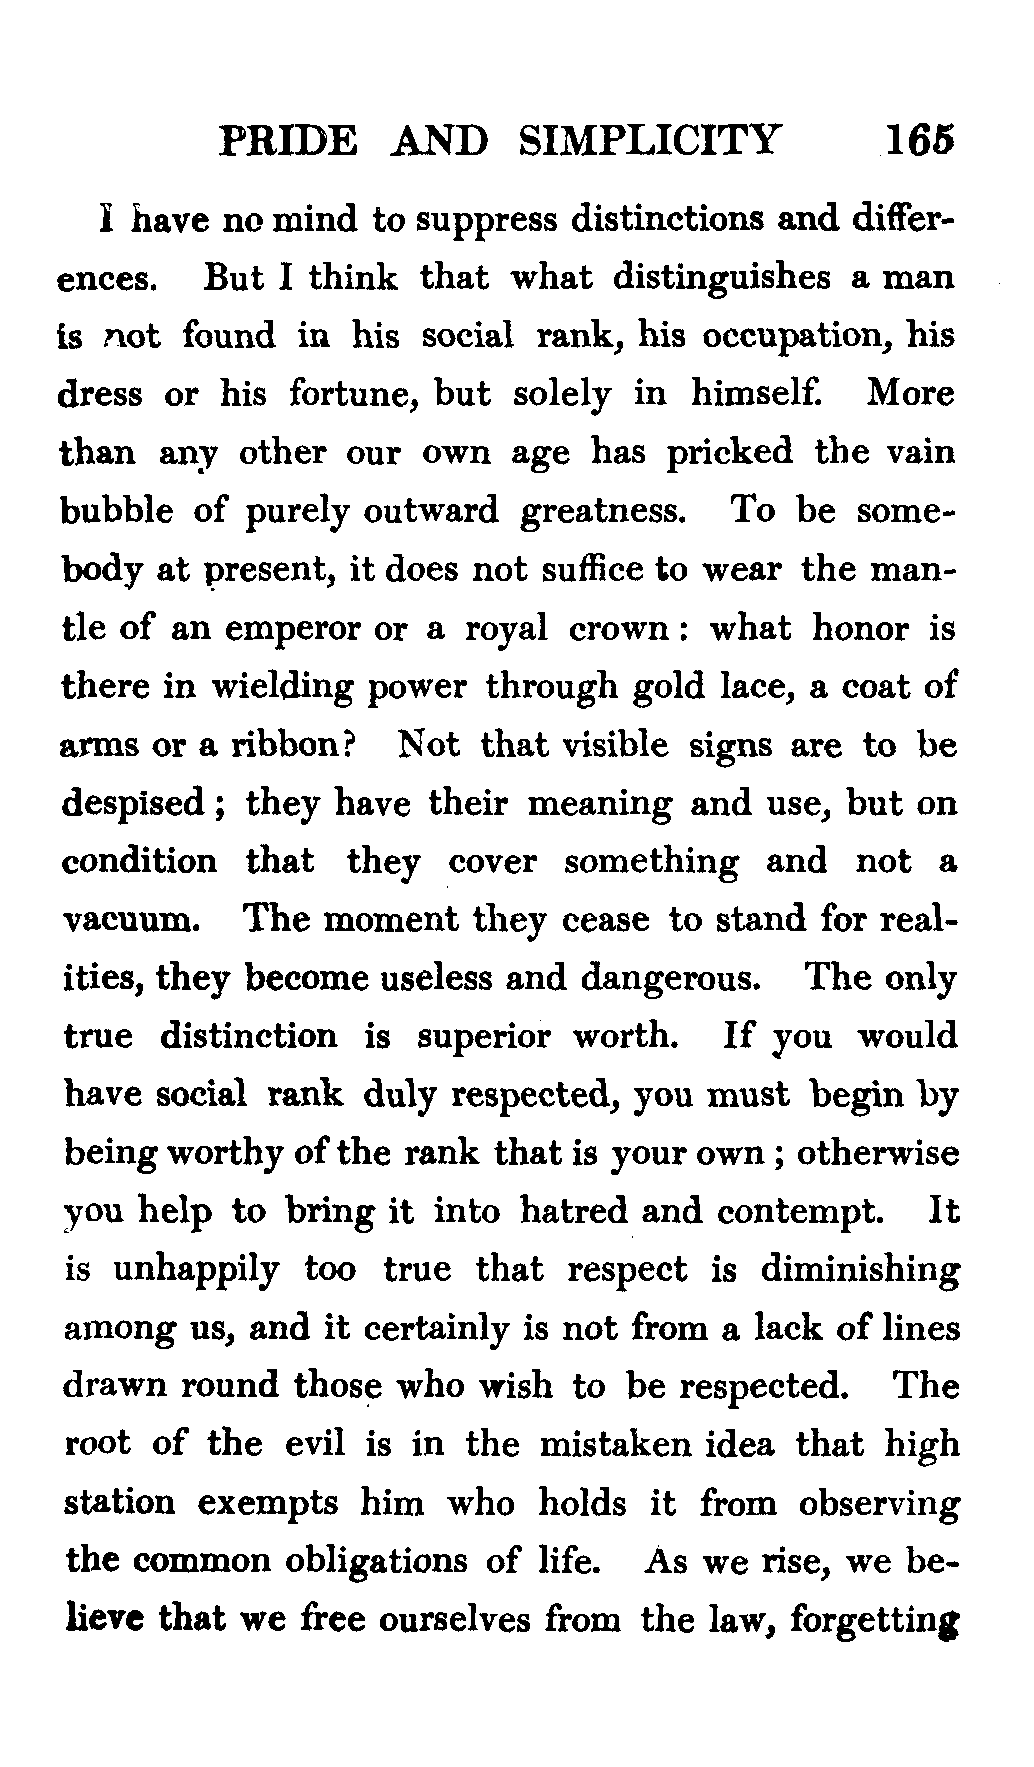 PRIDE AND SIMPLICITY 165
I have no mind to suppress distinctions and differ-
ences. But I think that what distinguishes a man
is not found in his social rank, his occupation, his
dress or his fortune, but solely in himself. More
than any other our own age has pricked the vain
bubble of purely outward greatness. To be some-
body at present, it does not suffice to wear the man-
tle of an emperor or a royal crown : what honor is
there in wielding power through gold lace, a coat of
arms or a ribbon? Not that visible signs are to be
despised ; they have their meaning and use, but on
condition that they cover something and not a
vacuum. The moment they cease to stand for real-
ities, they become useless and dangerous. The only
true distinction is superior worth. If you would
have social rank duly respected, you must begin by
being worthy of the rank that is your own ; otherwise
you help to bring it into hatred and contempt. It
is unhappily too true that respect is diminishing
among us, and it certainly is not from a lack of lines
drawn round those who wish to be respected. The
root of the evil is in the mistaken idea that high
station exempts him who holds it from observing
the common obligations of life. As we rise, we be-
lieve that we free ourselves from the law, forgetting